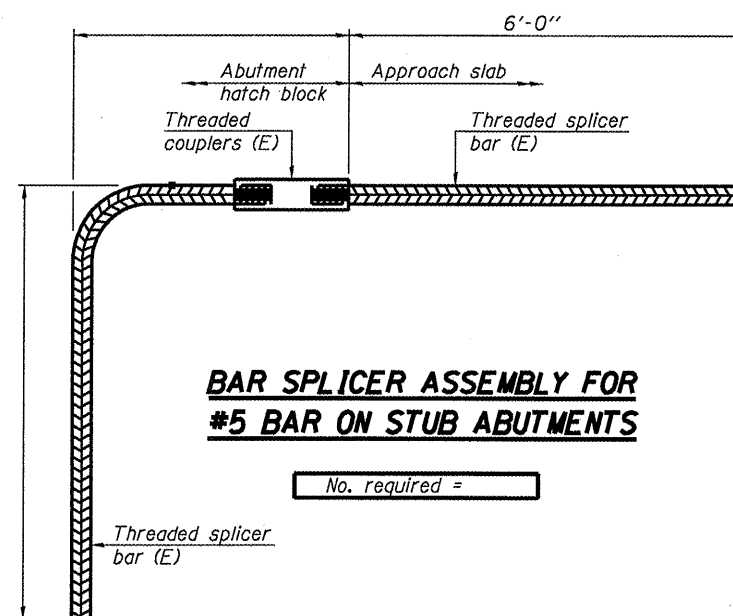 6'-0"
Abutment
hatch block
Approach slab
Threaded
couplers (E)
Threaded splicer
bar (E)
BAR SPLICER ASSEMBLY FOR
#5 BAR ON STUB ABUTMENTS
No. required =
Threaded splicer
bar (E)